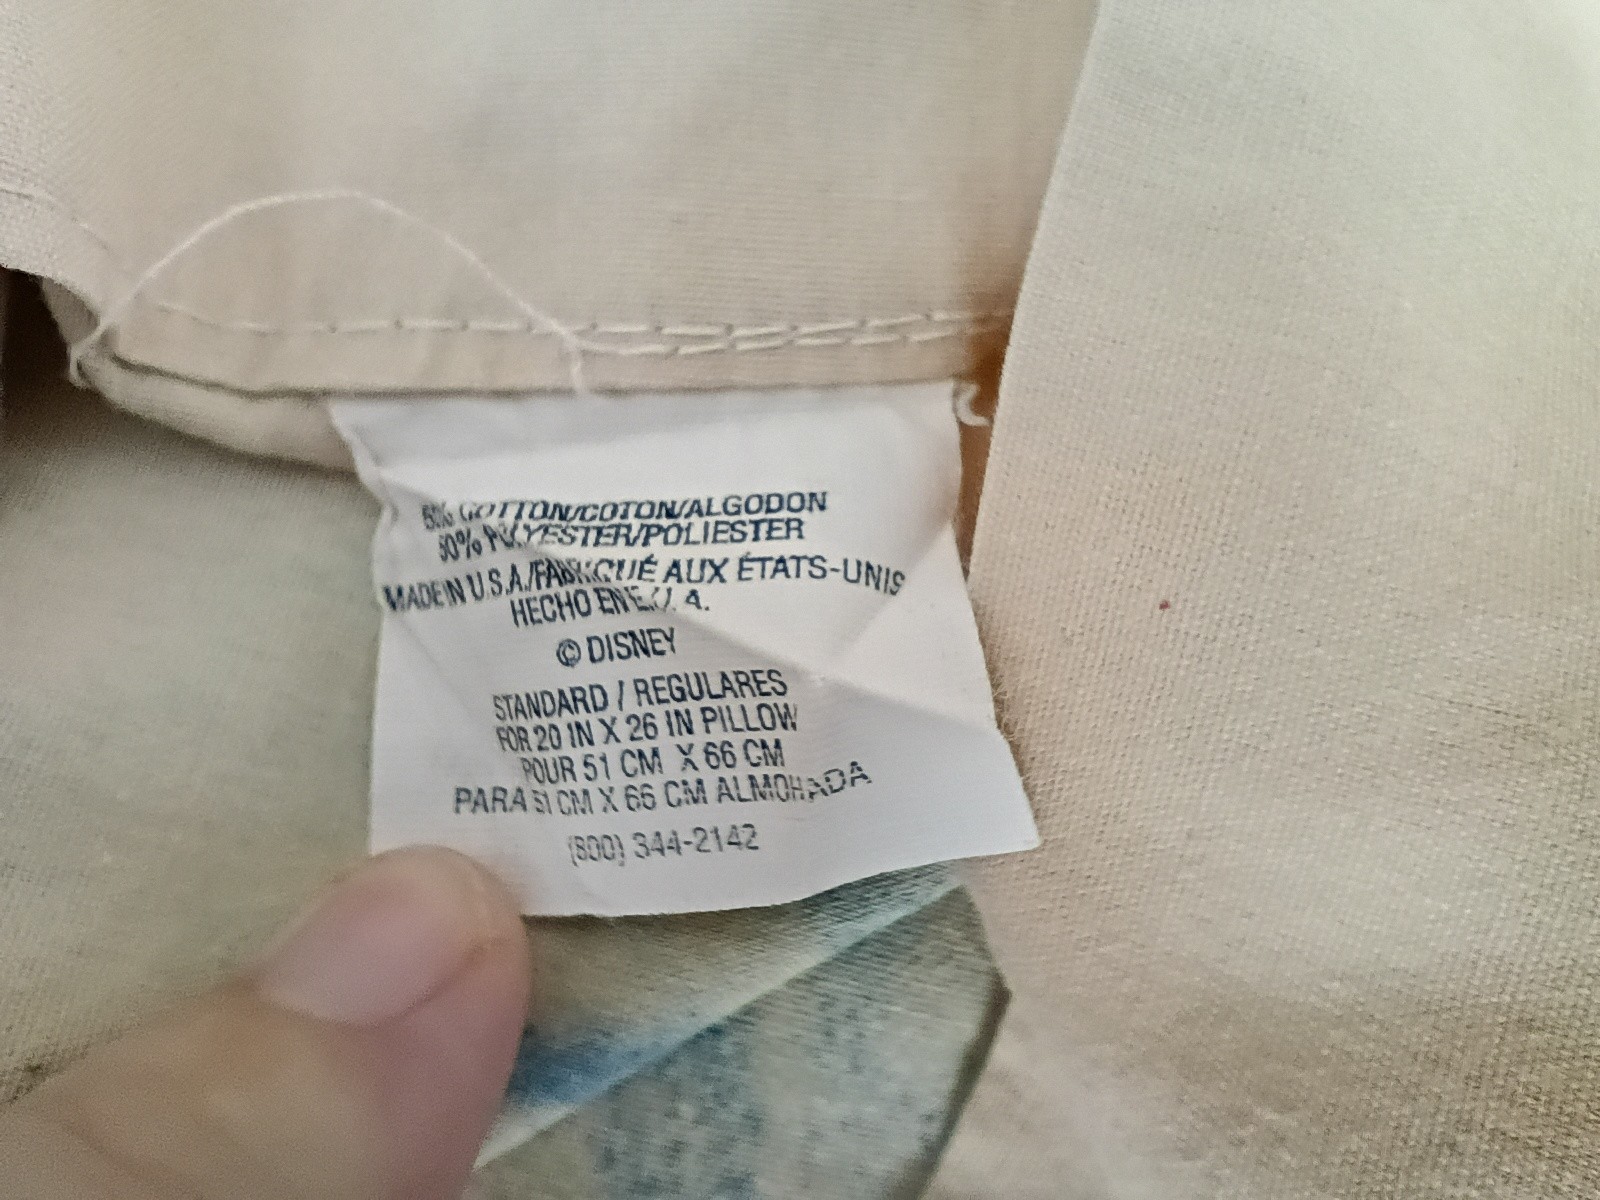 50% COTTON/COTON/ALGODON
50% POLYESTER/POLIESTER
MADE IN U.S.A./FABRIQUÉ AUX ÉTATS-UNIS
HECHO EN E.U.A.
© DISNEY
STANDARD / REGULARES
FOR 20 IN X 26 IN PILLOW
POUR 51 CM X 66 CM
PARA 51 CM X 66 CM ALMOHADA
(800) 344-2142